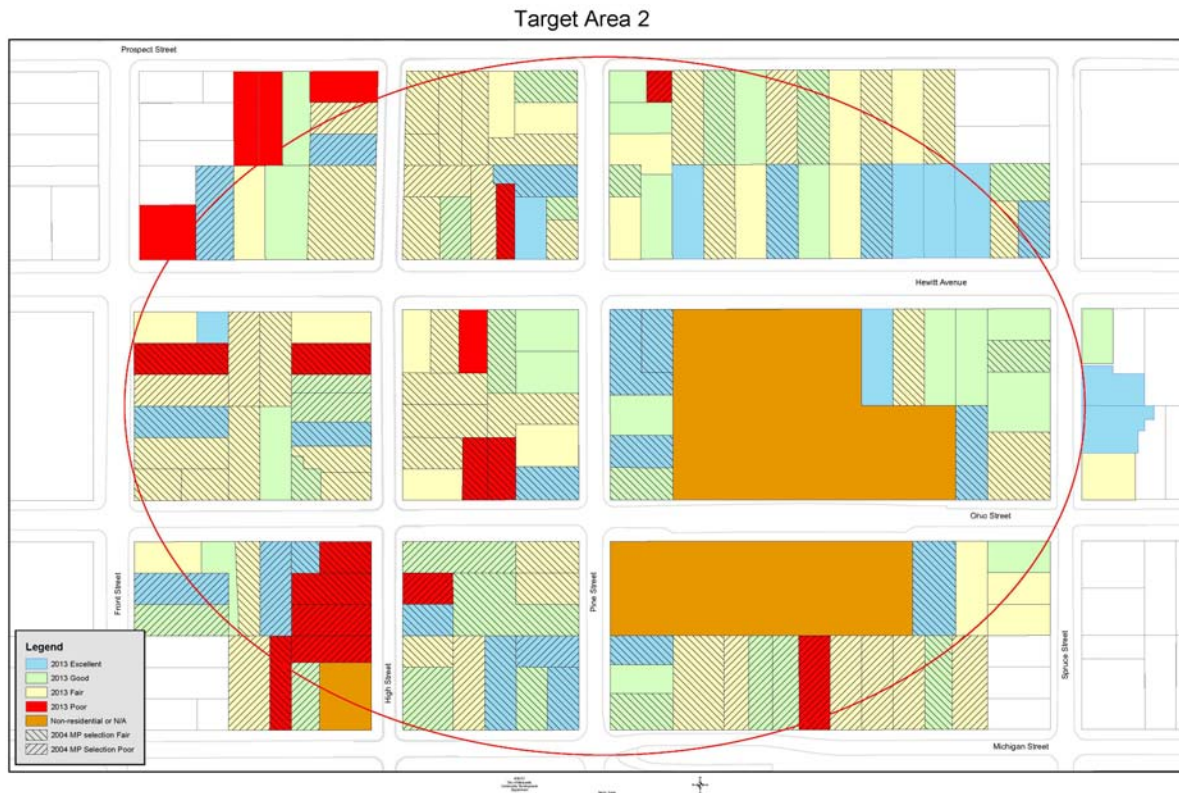 Target Area 2
Prospect Street
Hewitt Avenue
Ohio Street
Front Street
High Street
Pine Street
Spruce Street
Michigan Street
Legend
2013 Excellent
2013 Good
2013 Fair
2013 Poor
Non-residential or N/A
2004 MP selection Fair
2004 MP Selection Poor